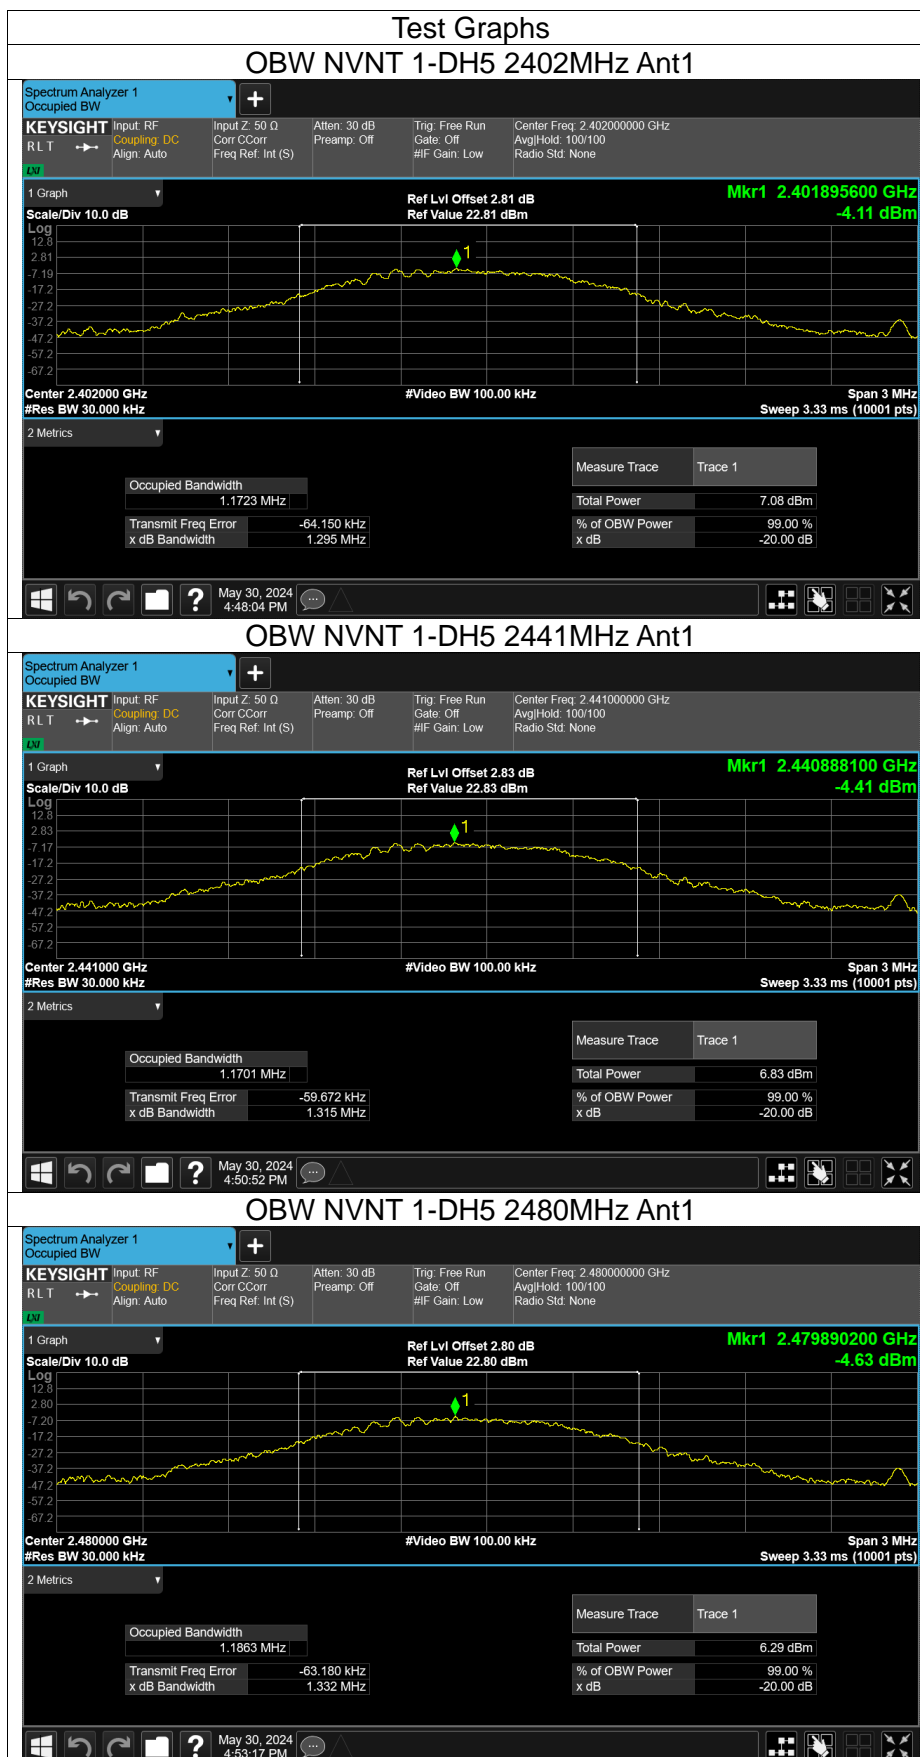 Test Graphs
OBW NVNT 1-DH5 2402MHz Ant1
Spectrum Analyzer 1
Occupied BW
KEYSIGHT Input: RF Input Z: 50 Ω Atten: 30 dB Trig: Free Run Center Freq: 2.402000000 GHz
RLT Coupling: DC Corr CCorr Preamp: Off Gate: Off Avg|Hold: 100/100
Align: Auto Freq Ref: Int (S) #IF Gain: Low Radio Std: None
LXI
1 Graph Ref Lvl Offset 2.81 dB Mkr1 2.401895600 GHz
Scale/Div 10.0 dB Ref Value 22.81 dBm -4.11 dBm
Log
12.8
2.81
-7.19
-17.2
-27.2
-37.2
-47.2
-57.2
-67.2
1
Center 2.402000 GHz #Video BW 100.00 kHz Span 3 MHz
#Res BW 30.000 kHz Sweep 3.33 ms (10001 pts)
2 Metrics
Measure Trace Trace 1
Occupied Bandwidth
1.1723 MHz Total Power 7.08 dBm
Transmit Freq Error -64.150 kHz % of OBW Power 99.00 %
x dB Bandwidth 1.295 MHz x dB -20.00 dB
May 30, 2024
4:48:04 PM
OBW NVNT 1-DH5 2441MHz Ant1
Spectrum Analyzer 1
Occupied BW
KEYSIGHT Input: RF Input Z: 50 Ω Atten: 30 dB Trig: Free Run Center Freq: 2.441000000 GHz
RLT Coupling: DC Corr CCorr Preamp: Off Gate: Off Avg|Hold: 100/100
Align: Auto Freq Ref: Int (S) #IF Gain: Low Radio Std: None
LXI
1 Graph Ref Lvl Offset 2.83 dB Mkr1 2.440888100 GHz
Scale/Div 10.0 dB Ref Value 22.83 dBm -4.41 dBm
Log
12.8
2.83
-7.17
-17.2
-27.2
-37.2
-47.2
-57.2
-67.2
1
Center 2.441000 GHz #Video BW 100.00 kHz Span 3 MHz
#Res BW 30.000 kHz Sweep 3.33 ms (10001 pts)
2 Metrics
Measure Trace Trace 1
Occupied Bandwidth
1.1701 MHz Total Power 6.83 dBm
Transmit Freq Error -59.672 kHz % of OBW Power 99.00 %
x dB Bandwidth 1.315 MHz x dB -20.00 dB
May 30, 2024
4:50:52 PM
OBW NVNT 1-DH5 2480MHz Ant1
Spectrum Analyzer 1
Occupied BW
KEYSIGHT Input: RF Input Z: 50 Ω Atten: 30 dB Trig: Free Run Center Freq: 2.480000000 GHz
RLT Coupling: DC Corr CCorr Preamp: Off Gate: Off Avg|Hold: 100/100
Align: Auto Freq Ref: Int (S) #IF Gain: Low Radio Std: None
LXI
1 Graph Ref Lvl Offset 2.80 dB Mkr1 2.479890200 GHz
Scale/Div 10.0 dB Ref Value 22.80 dBm -4.63 dBm
Log
12.8
2.80
-7.20
-17.2
-27.2
-37.2
-47.2
-57.2
-67.2
1
Center 2.480000 GHz #Video BW 100.00 kHz Span 3 MHz
#Res BW 30.000 kHz Sweep 3.33 ms (10001 pts)
2 Metrics
Measure Trace Trace 1
Occupied Bandwidth
1.1863 MHz Total Power 6.29 dBm
Transmit Freq Error -63.180 kHz % of OBW Power 99.00 %
x dB Bandwidth 1.332 MHz x dB -20.00 dB
May 30, 2024
4:53:17 PM